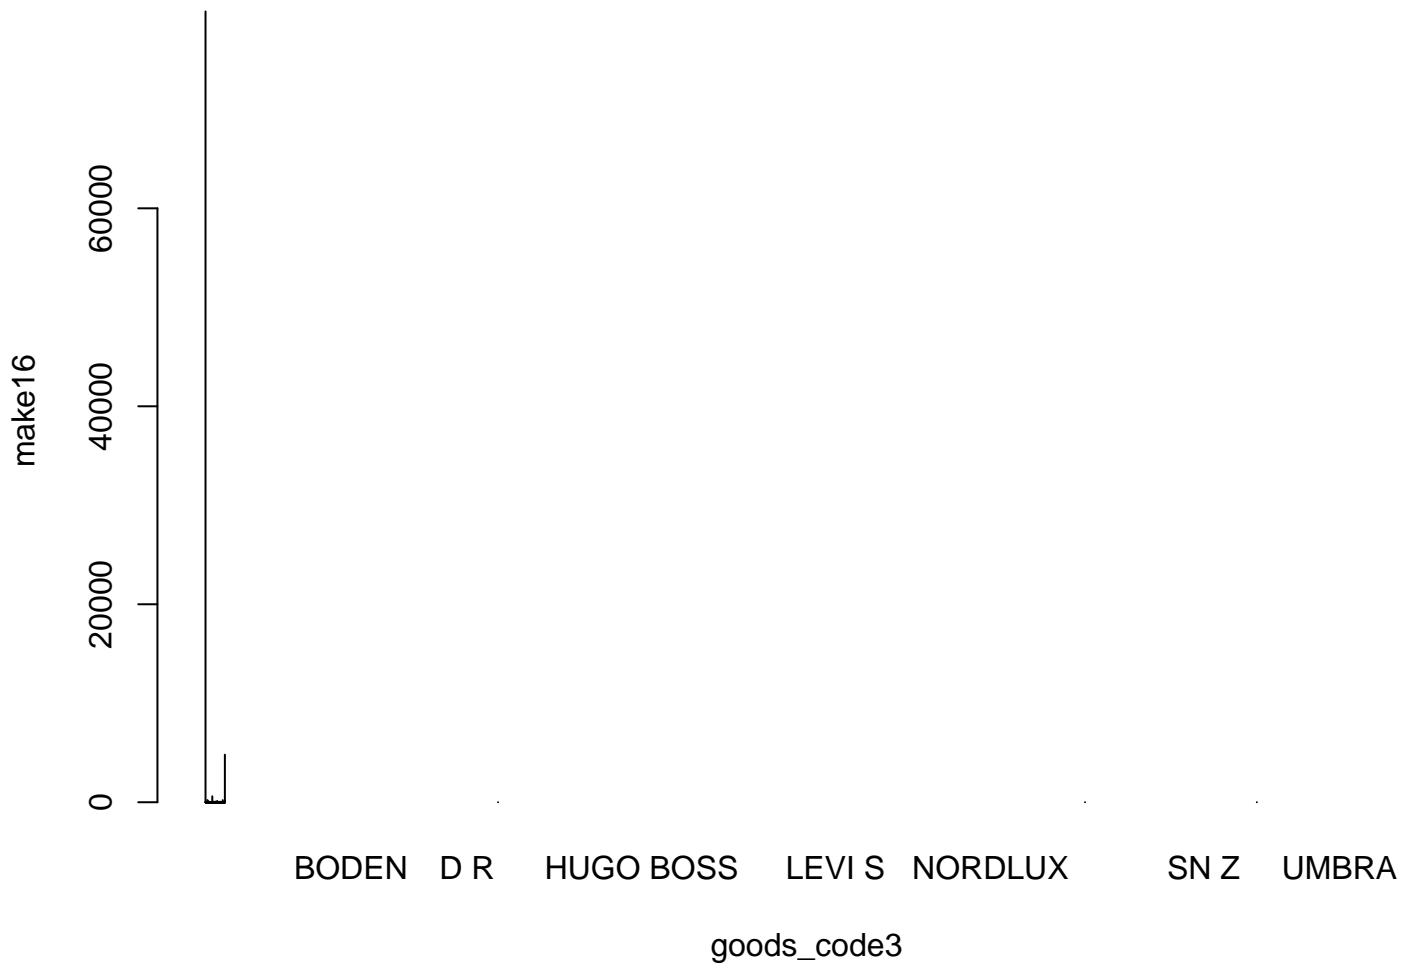 60000
40000
20000
0
make16
BODEN D R HUGO BOSS LEVI S NORDLUX SN Z UMBRA
goods_code3